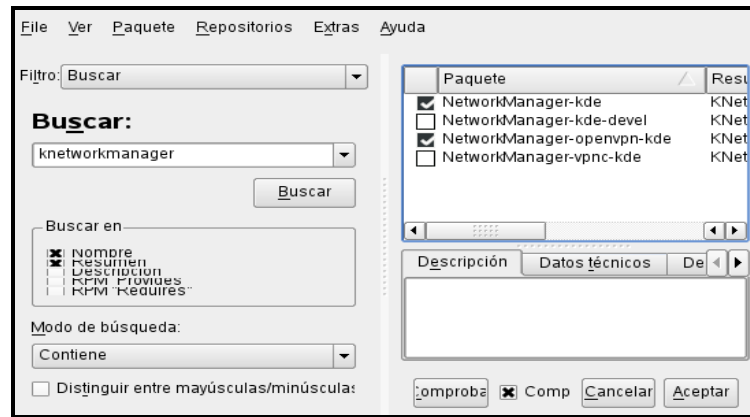 File Ver Paquete Repositorios Extras Ayuda
Filtro: Buscar
Buscar:
knetworkmanager
Buscar
Buscar en
Nombre
Resumen
Descripción
RPM "Provides"
RPM "Requires"
Modo de búsqueda:
Contiene
Distinguir entre mayúsculas/minúsculas
Paquete Resu
NetworkManager-kde KNet
NetworkManager-kde-devel KNet
NetworkManager-openvpn-kde KNet
NetworkManager-vpnc-kde KNet
Descripción Datos técnicos De
Comproba Comp Cancelar Aceptar